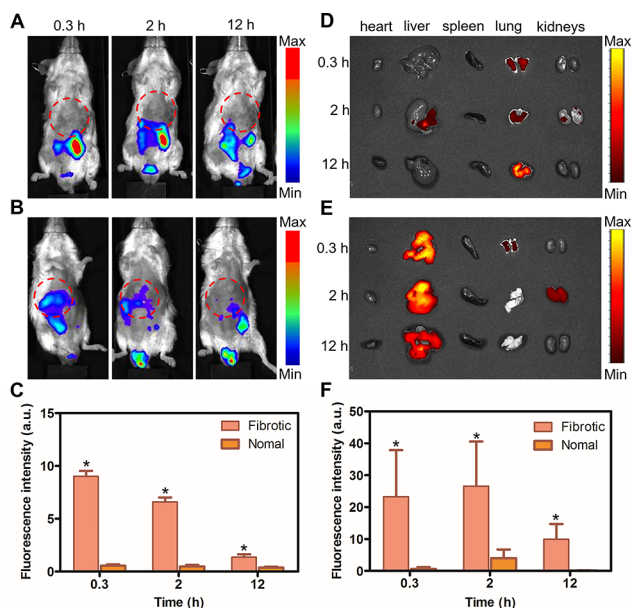 A
0.3 h
2 h
12 h
Max
Min
B
Max
Min
C
Fluorescence intensity (a.u.)
15
10
5
0
Fibrotic
Nomal
*
*
*
0.3
2
12
Time (h)
D
heart
liver
spleen
lung
kidneys
0.3 h
2 h
12 h
Max
Min
E
0.3 h
2 h
12 h
Max
Min
F
Fluorescence intensity (a.u.)
50
40
30
20
10
0
Fibrotic
Nomal
*
*
*
0.3
2
12
Time (h)